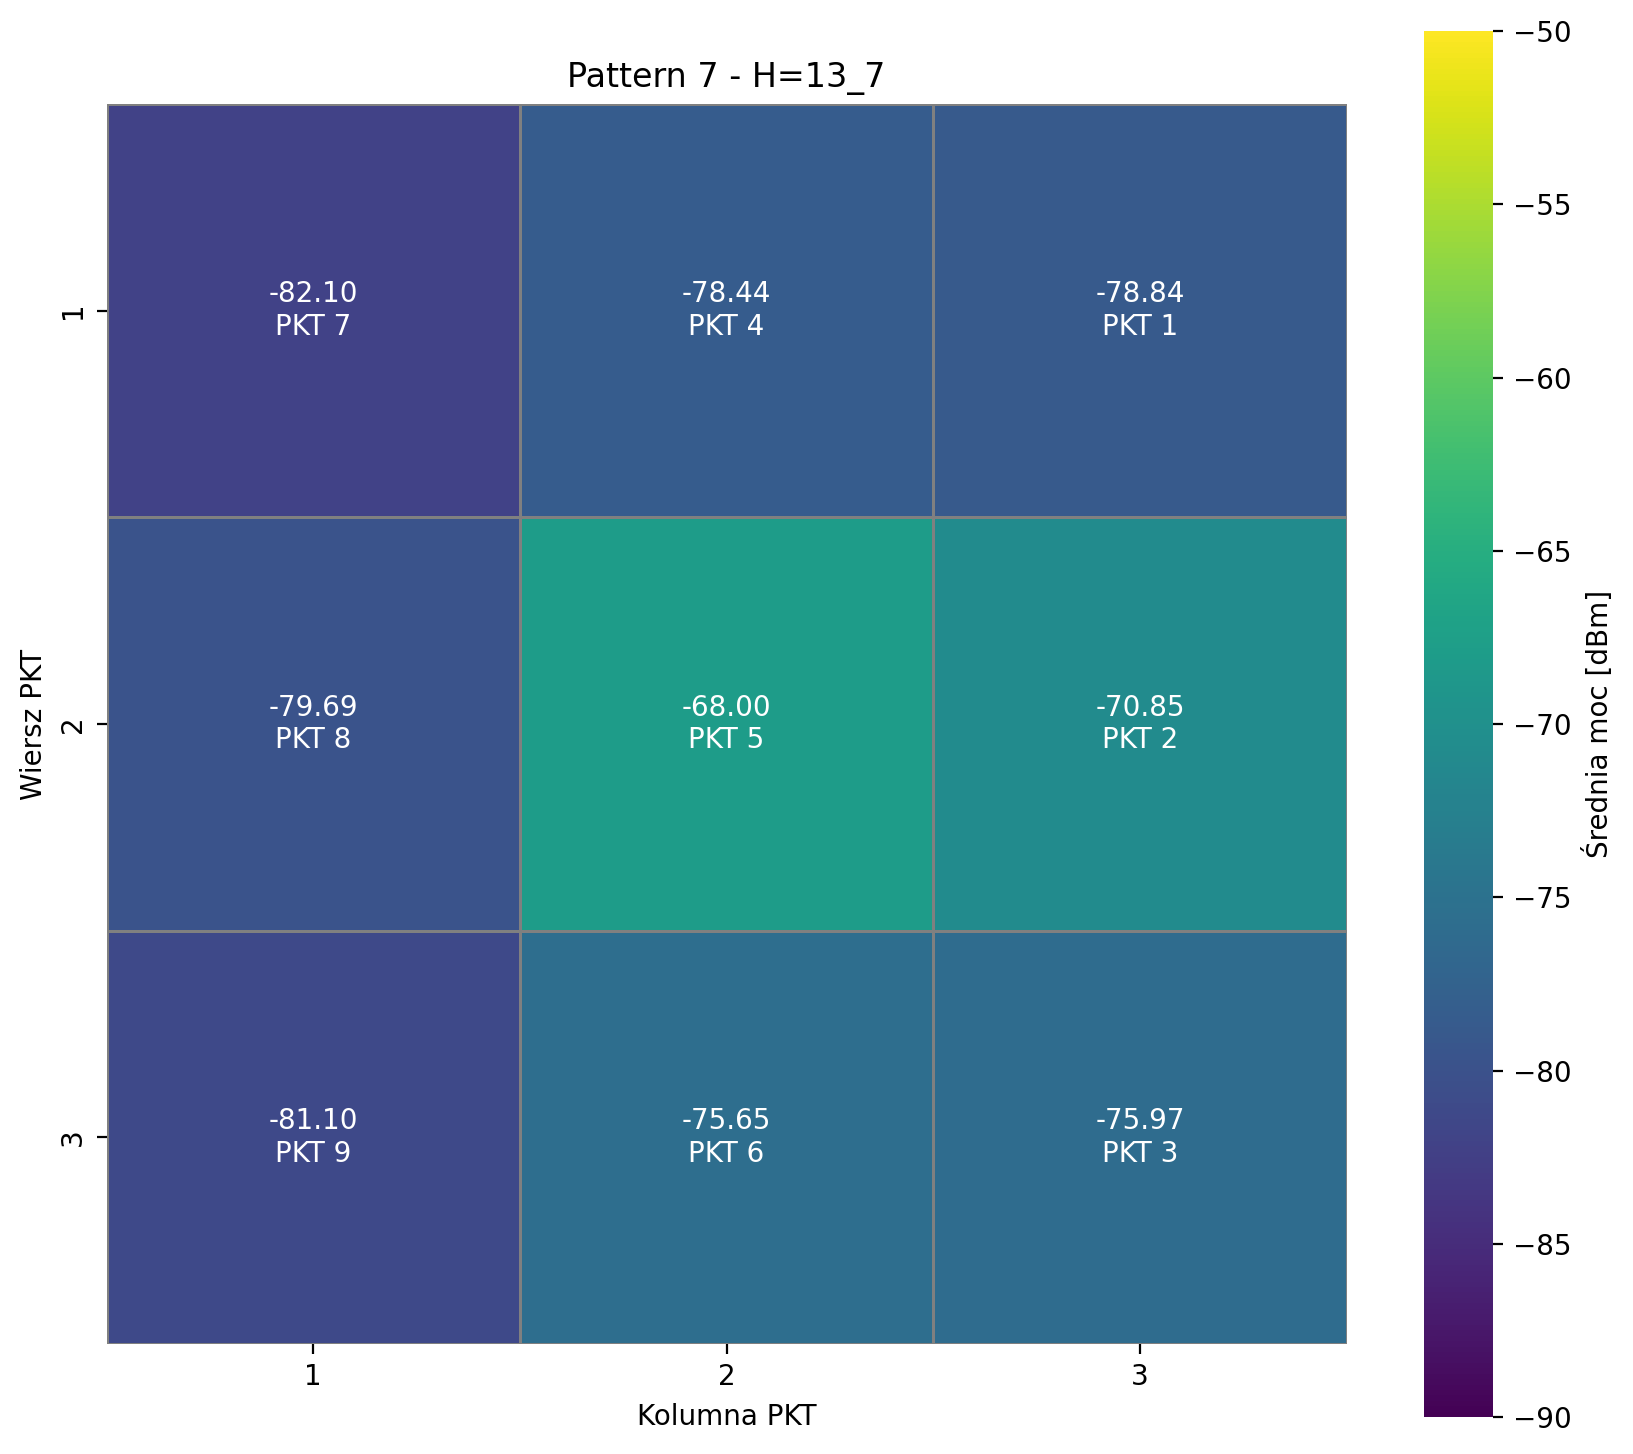 Pattern 7 - H=13_7
-82.10
PKT 7
-78.44
PKT 4
-78.84
PKT 1
-79.69
PKT 8
-68.00
PKT 5
-70.85
PKT 2
-81.10
PKT 9
-75.65
PKT 6
-75.97
PKT 3
1
2
3
Wiersz PKT
1
2
3
Kolumna PKT
−50
−55
−60
−65
−70
−75
−80
−85
−90
Średnia moc [dBm]